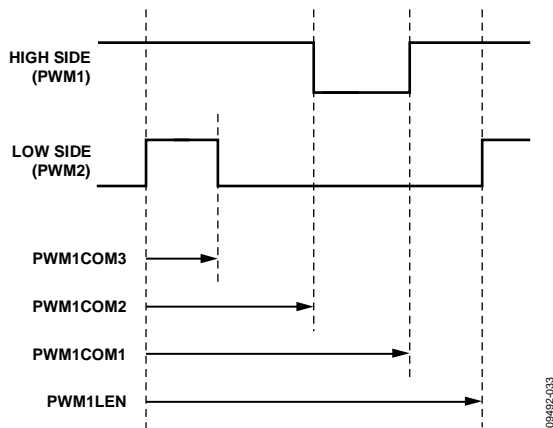 HIGH SIDE
(PWM1)
LOW SIDE
(PWM2)
PWM1COM3
PWM1COM2
PWM1COM1
PWM1LEN
09492-033